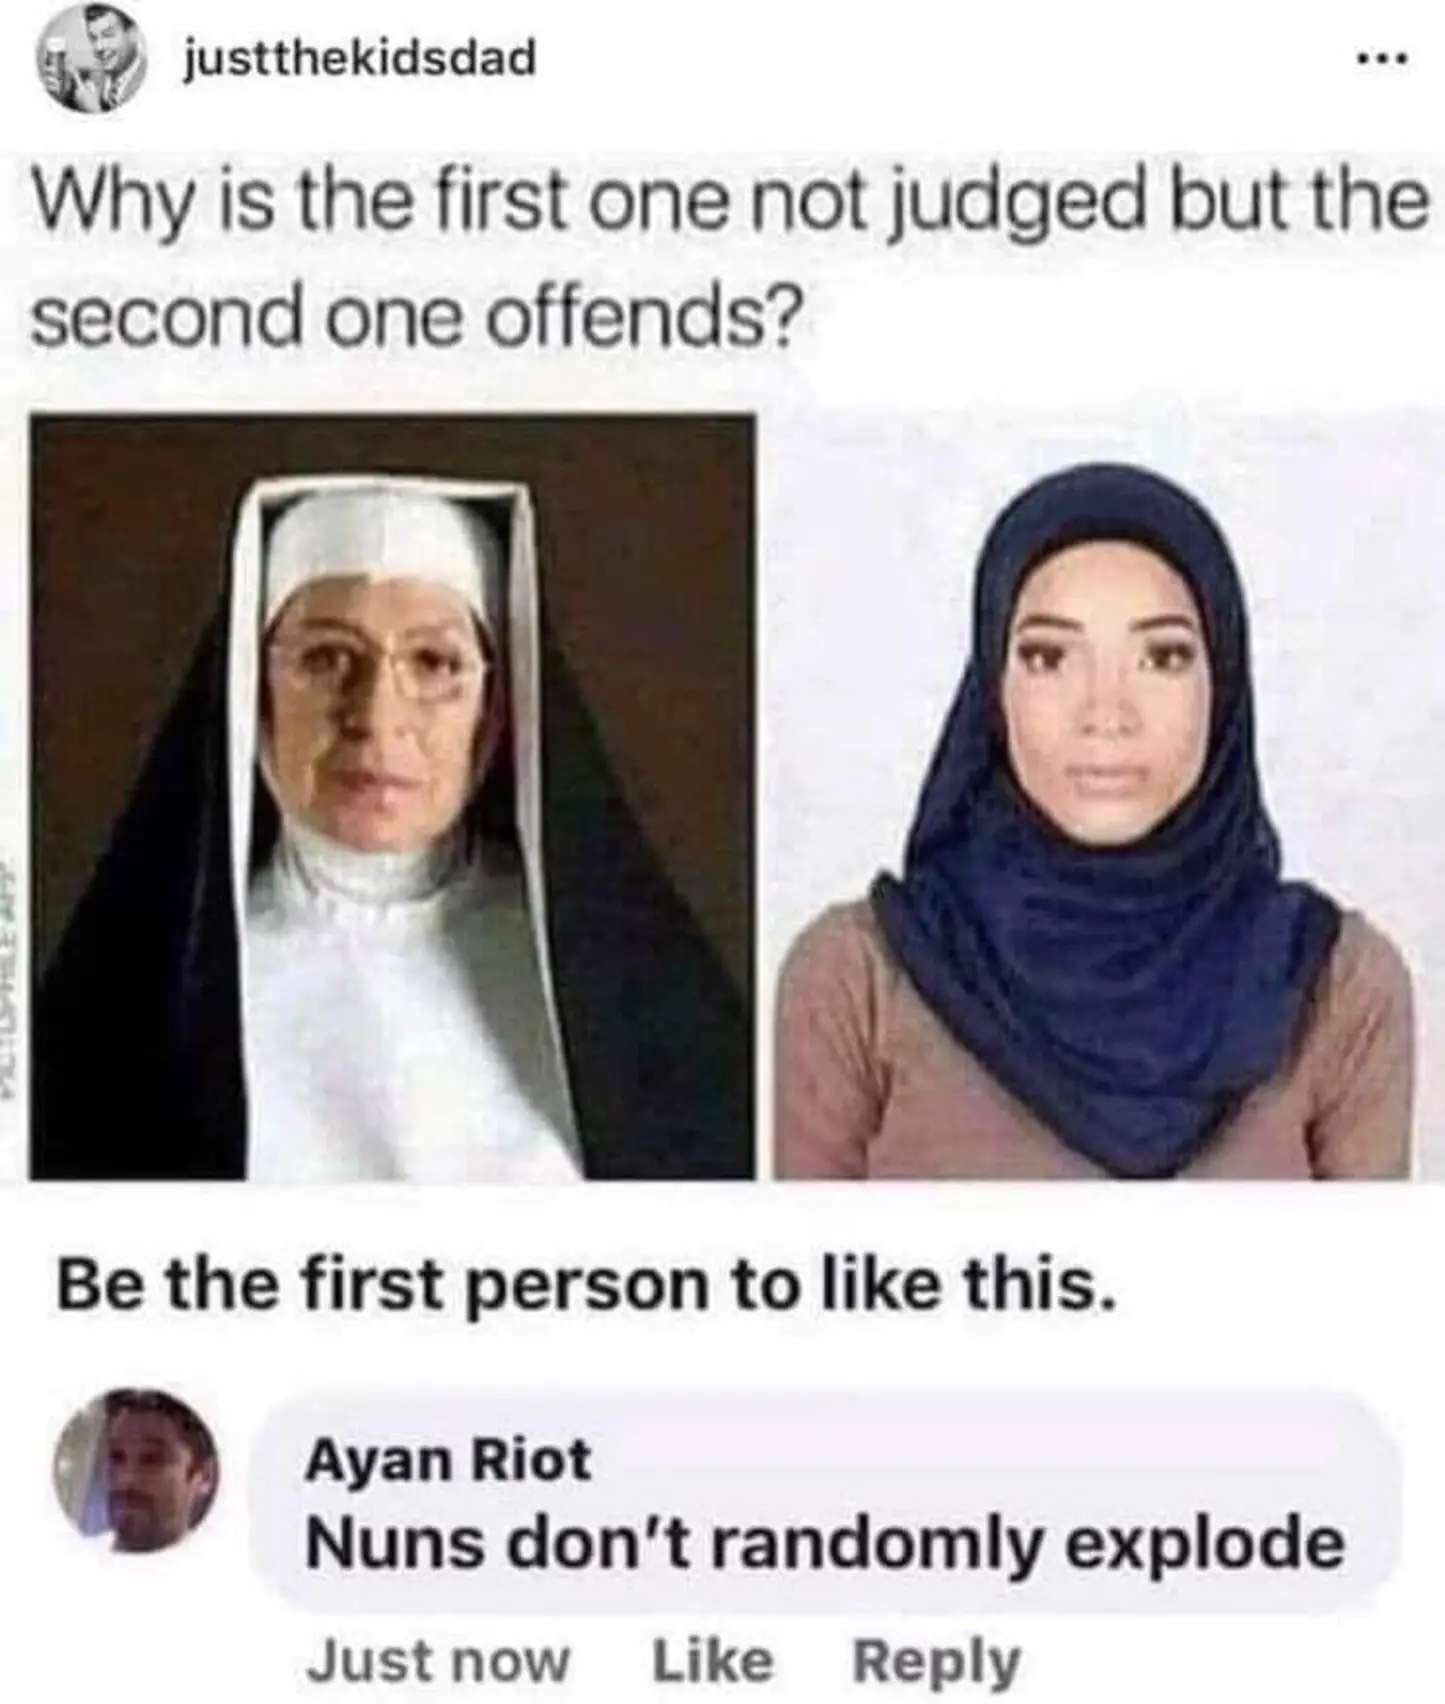 justthekidsdad
Why is the first one not judged but the
second one offends?
Be the first person to like this.
Ayan Riot
Nuns don't randomly explode
Just now Like Reply